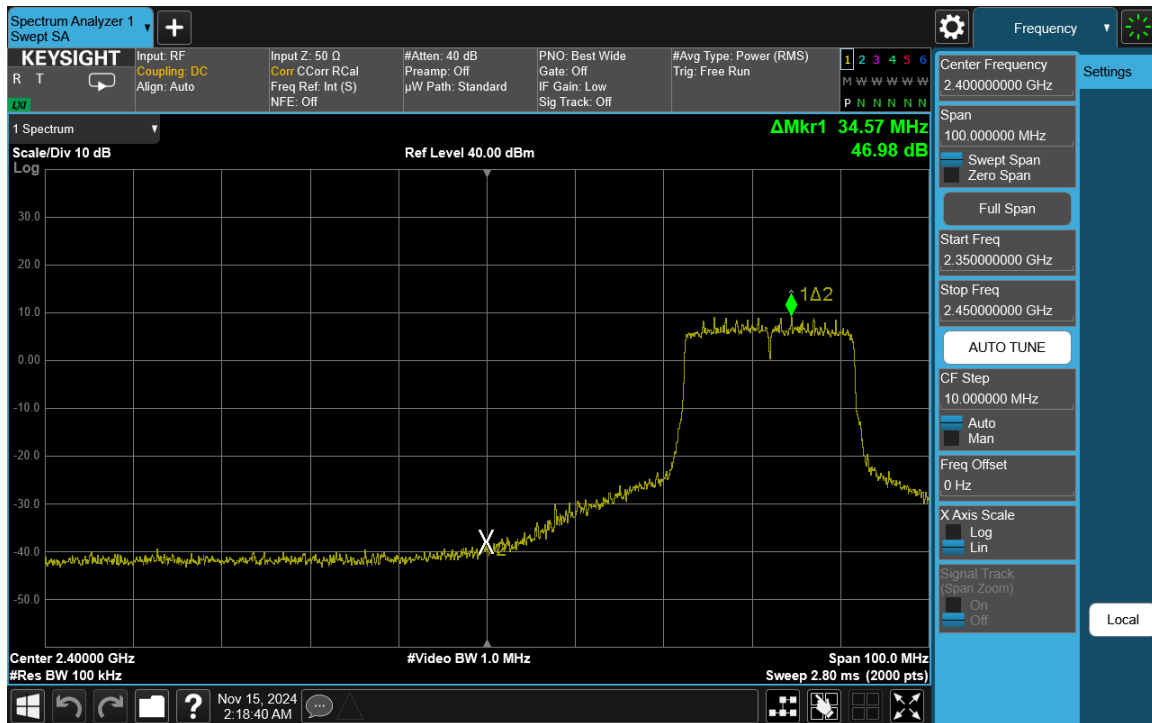 Spectrum Analyzer 1
Swept SA
Frequency
KEYSIGHT
R T
LXI
Input: RF
Coupling: DC
Align: Auto
Input Z: 50 Ω
Corr CCorr RCal
Freq Ref: Int (S)
NFE: Off
#Atten: 40 dB
Preamp: Off
µW Path: Standard
PNO: Best Wide
Gate: Off
IF Gain: Low
Sig Track: Off
#Avg Type: Power (RMS)
Trig: Free Run
1 2 3 4 5 6
M W W W W W
P N N N N N
1 Spectrum
Scale/Div 10 dB
Log
Ref Level 40.00 dBm
ΔMkr1 34.57 MHz
46.98 dB
30.0
20.0
10.0
0.00
-10.0
-20.0
-30.0
-40.0
-50.0
1Δ2
X2
Center 2.40000 GHz
#Res BW 100 kHz
#Video BW 1.0 MHz
Span 100.0 MHz
Sweep 2.80 ms (2000 pts)
Center Frequency
2.400000000 GHz
Span
100.000000 MHz
Swept Span
Zero Span
Full Span
Start Freq
2.350000000 GHz
Stop Freq
2.450000000 GHz
AUTO TUNE
CF Step
10.000000 MHz
Auto
Man
Freq Offset
0 Hz
X Axis Scale
Log
Lin
Signal Track
(Span Zoom)
On
Off
Settings
Local
Nov 15, 2024
2:18:40 AM